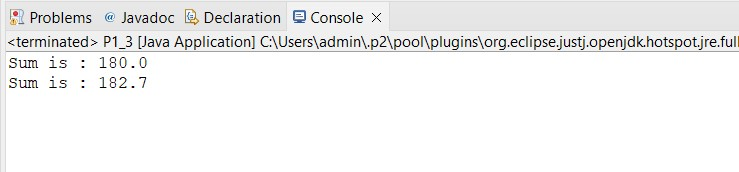 Problems @ Javadoc Declaration Console
<terminated> P1_3 [Java Application] C:\Users\admin\.p2\pool\plugins\org.eclipse.justj.openjdk.hotspot.jre.full
Sum is : 180.0
Sum is : 182.7